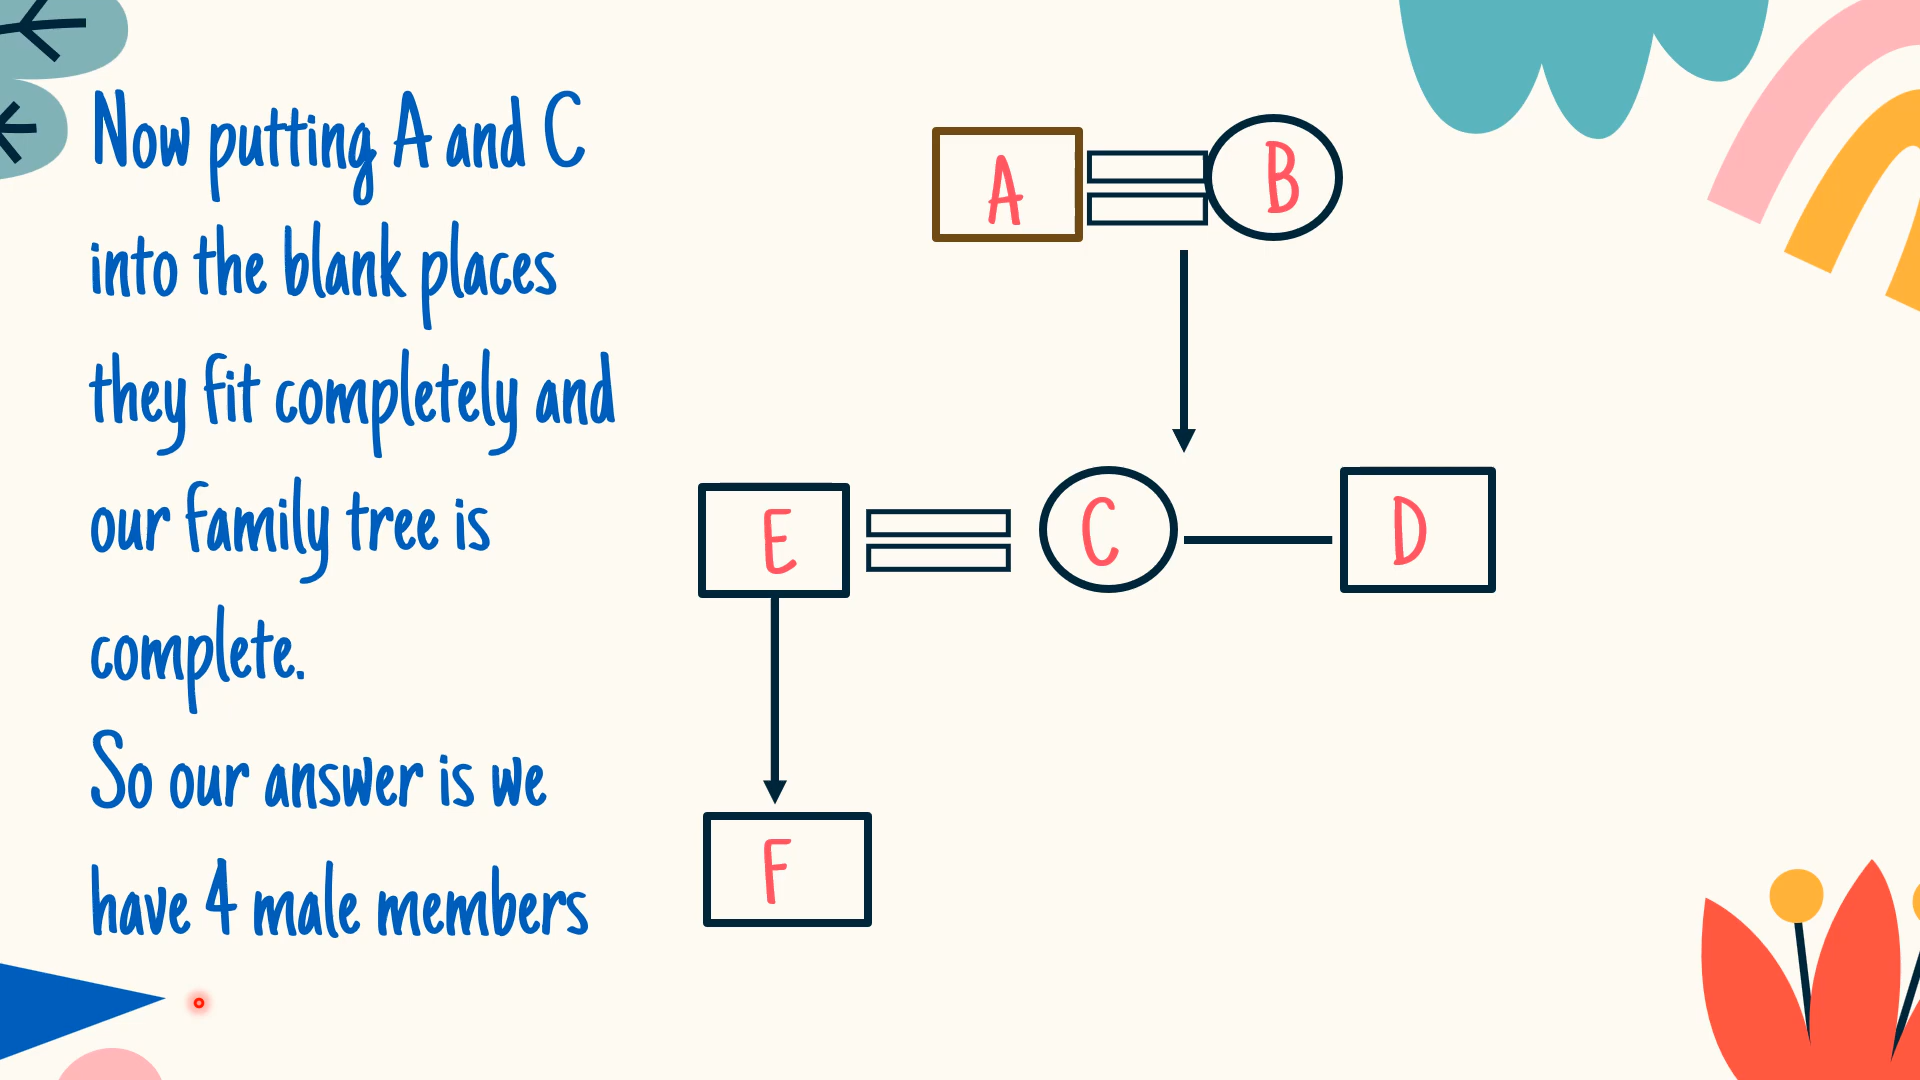 Now putting A and C
into the blank places
they fit completely and
our family tree is
complete.
So our answer is we
have 4 male members
A
B
E
C
D
F